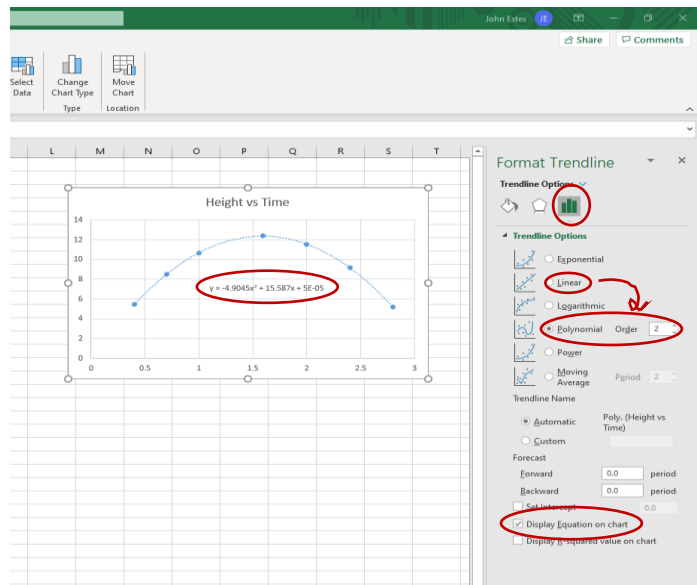 John Estes JE
Share Comments
Select Data
Change Chart Type
Move Chart
Type Location
L M N O P Q R S T
Height vs Time
14
12
10
8
6
4
2
0
y = -4.9045x² + 15.587x + 5E-05
0 0.5 1 1.5 2 2.5 3
Format Trendline
Trendline Options
Trendline Options
Exponential
Linear
Logarithmic
Polynomial Order 2
Power
Moving Average Period 2
Trendline Name
Automatic Poly. (Height vs Time)
Custom
Forecast
Forward 0.0 period
Backward 0.0 period
Set Intercept 0.0
Display Equation on chart
Display R-squared value on chart